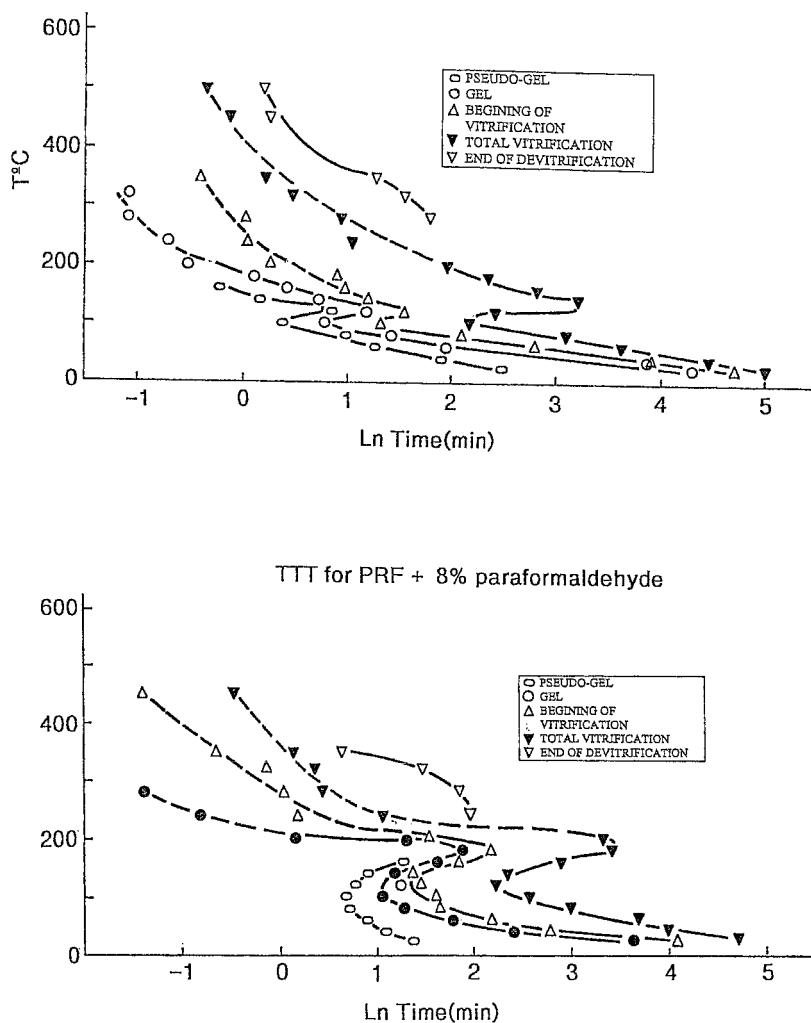 600
400
200
0
T°C
PSEUDO-GEL
GEL
BEGINING OF
VITRIFICATION
TOTAL VITRIFICATION
END OF DEVITRIFICATION
-1 0 1 2 3 4 5
Ln Time(min)
TTT for PRF + 8% paraformaldehyde
600
400
200
0
PSEUDO-GEL
GEL
BEGINING OF
VITRIFICATION
TOTAL VITRIFICATION
END OF DEVITRIFICATION
-1 0 1 2 3 4 5
Ln Time(min)